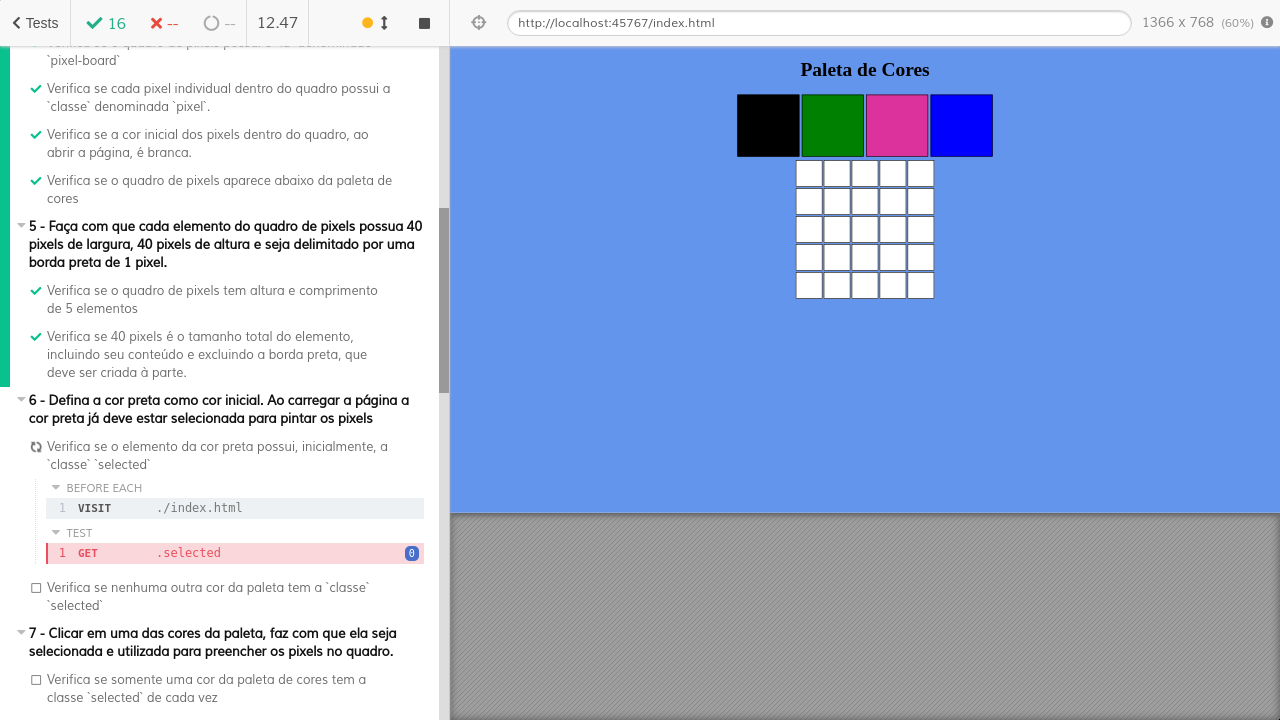 Tests
16
--
--
12.47
http://localhost:45767/index.html
1366 x 768 (60%)
`pixel-board`
Verifica se cada pixel individual dentro do quadro possui a
`classe` denominada `pixel`.
Verifica se a cor inicial dos pixels dentro do quadro, ao
abrir a página, é branca.
Verifica se o quadro de pixels aparece abaixo da paleta de
cores
5 - Faça com que cada elemento do quadro de pixels possua 40
pixels de largura, 40 pixels de altura e seja delimitado por uma
borda preta de 1 pixel.
Verifica se o quadro de pixels tem altura e comprimento
de 5 elementos
Verifica se 40 pixels é o tamanho total do elemento,
incluindo seu conteúdo e excluindo a borda preta, que
deve ser criada à parte.
6 - Defina a cor preta como cor inicial. Ao carregar a página a
cor preta já deve estar selecionada para pintar os pixels
Verifica se o elemento da cor preta possui, inicialmente, a
`classe` `selected`
BEFORE EACH
1 VISIT ./index.html
TEST
1 GET .selected 0
Verifica se nenhuma outra cor da paleta tem a `classe`
`selected`
7 - Clicar em uma das cores da paleta, faz com que ela seja
selecionada e utilizada para preencher os pixels no quadro.
Verifica se somente uma cor da paleta de cores tem a
classe `selected` de cada vez
Paleta de Cores